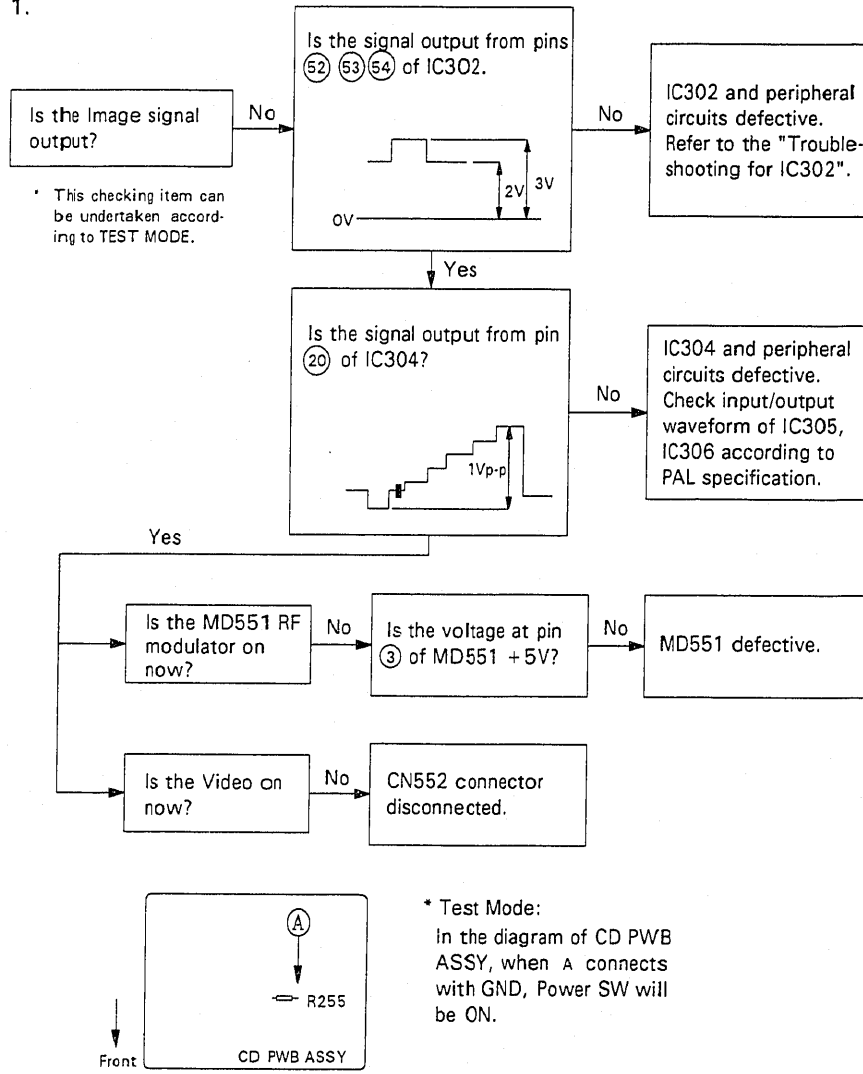 1.
Is the Image signal
output?
No
* This checking item can
be undertaken accord-
ing to TEST MODE.
Is the signal output from pins
52 53 54 of IC302.
2V
3V
0V
No
IC302 and peripheral
circuits defective.
Refer to the "Trouble-
shooting for IC302".
Yes
Is the signal output from pin
20 of IC304?
1Vp-p
No
IC304 and peripheral
circuits defective.
Check input/output
waveform of IC305,
IC306 according to
PAL specification.
Yes
Is the MD551 RF
modulator on
now?
No
Is the voltage at pin
3 of MD551 +5V?
No
MD551 defective.
Is the Video on
now?
No
CN552 connector
disconnected.
A
R255
Front
CD PWB ASSY
* Test Mode:
In the diagram of CD PWB
ASSY, when A connects
with GND, Power SW will
be ON.